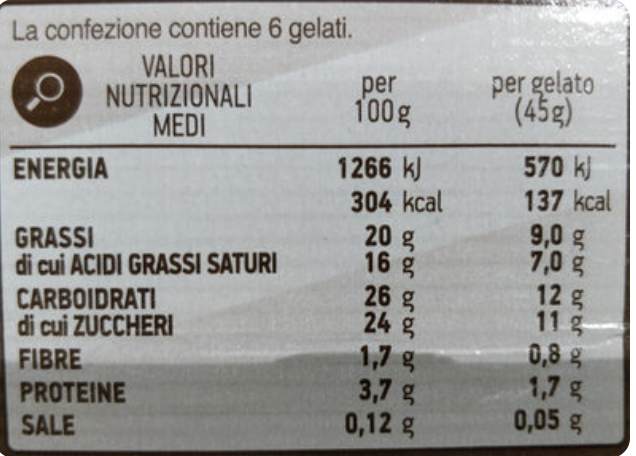 La confezione contiene 6 gelati.
VALORI NUTRIZIONALI MEDI per 100g per gelato (45g)
ENERGIA 1266 kJ 570 kJ
304 kcal 137 kcal
GRASSI 20 g 9,0 g
di cui ACIDI GRASSI SATURI 16 g 7,0 g
CARBOIDRATI 26 g 12 g
di cui ZUCCHERI 24 g 11 g
FIBRE 1,7 g 0,8 g
PROTEINE 3,7 g 1,7 g
SALE 0,12 g 0,05 g